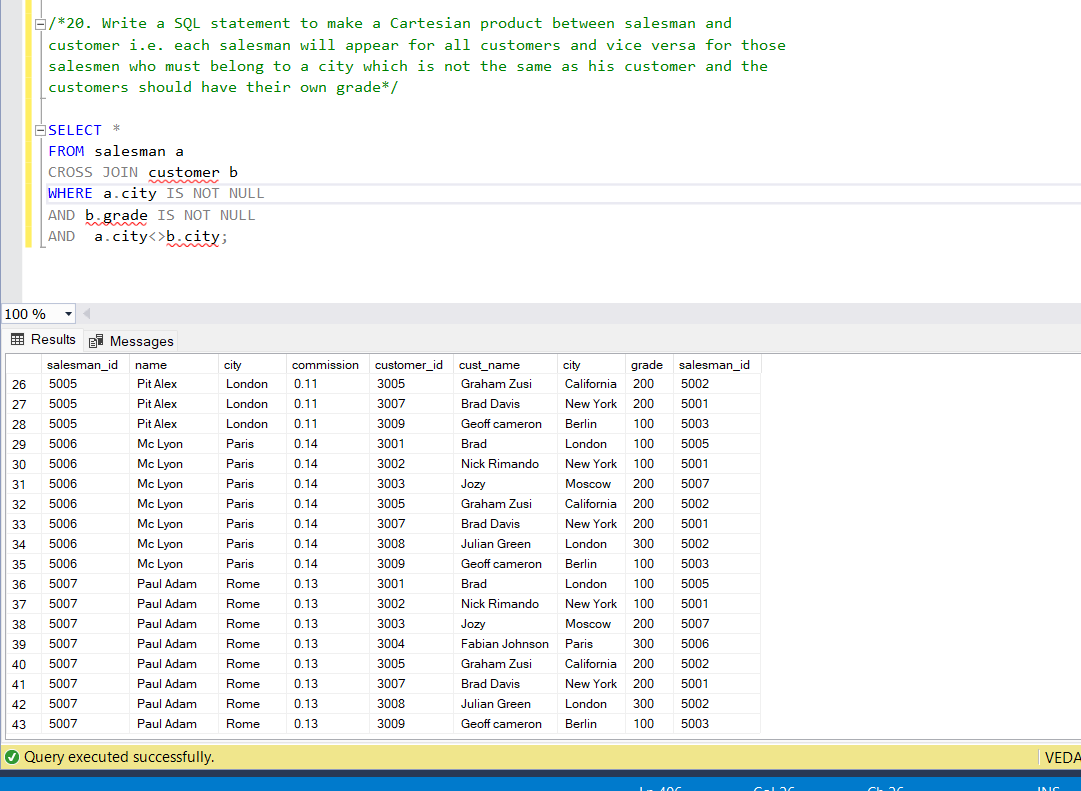 /*20. Write a SQL statement to make a Cartesian product between salesman and
customer i.e. each salesman will appear for all customers and vice versa for those
salesmen who must belong to a city which is not the same as his customer and the
customers should have their own grade*/
SELECT *
FROM salesman a
CROSS JOIN customer b
WHERE a.city IS NOT NULL
AND b.grade IS NOT NULL
AND  a.city<>b.city;
100 %
Results Messages
salesman_id name city commission customer_id cust_name city grade salesman_id
26 5005 Pit Alex London 0.11 3005 Graham Zusi California 200 5002
27 5005 Pit Alex London 0.11 3007 Brad Davis New York 200 5001
28 5005 Pit Alex London 0.11 3009 Geoff cameron Berlin 100 5003
29 5006 Mc Lyon Paris 0.14 3001 Brad London 100 5005
30 5006 Mc Lyon Paris 0.14 3002 Nick Rimando New York 100 5001
31 5006 Mc Lyon Paris 0.14 3003 Jozy Moscow 200 5007
32 5006 Mc Lyon Paris 0.14 3005 Graham Zusi California 200 5002
33 5006 Mc Lyon Paris 0.14 3007 Brad Davis New York 200 5001
34 5006 Mc Lyon Paris 0.14 3008 Julian Green London 300 5002
35 5006 Mc Lyon Paris 0.14 3009 Geoff cameron Berlin 100 5003
36 5007 Paul Adam Rome 0.13 3001 Brad London 100 5005
37 5007 Paul Adam Rome 0.13 3002 Nick Rimando New York 100 5001
38 5007 Paul Adam Rome 0.13 3003 Jozy Moscow 200 5007
39 5007 Paul Adam Rome 0.13 3004 Fabian Johnson Paris 300 5006
40 5007 Paul Adam Rome 0.13 3005 Graham Zusi California 200 5002
41 5007 Paul Adam Rome 0.13 3007 Brad Davis New York 200 5001
42 5007 Paul Adam Rome 0.13 3008 Julian Green London 300 5002
43 5007 Paul Adam Rome 0.13 3009 Geoff cameron Berlin 100 5003
Query executed successfully. VEDA